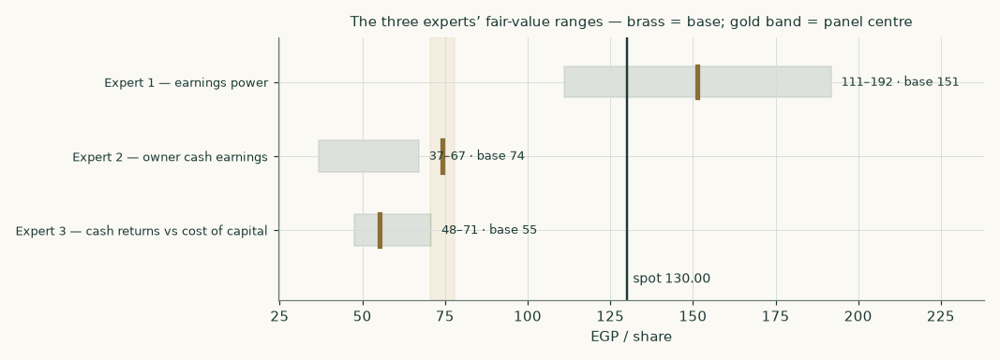 The three experts’ fair-value ranges — brass = base; gold band = panel centre
Expert 1 — earnings power
111–192 · base 151
Expert 2 — owner cash earnings
37–67 · base 74
Expert 3 — cash returns vs cost of capital
48–71 · base 55
spot 130.00
25 50 75 100 125 150 175 200 225
EGP / share